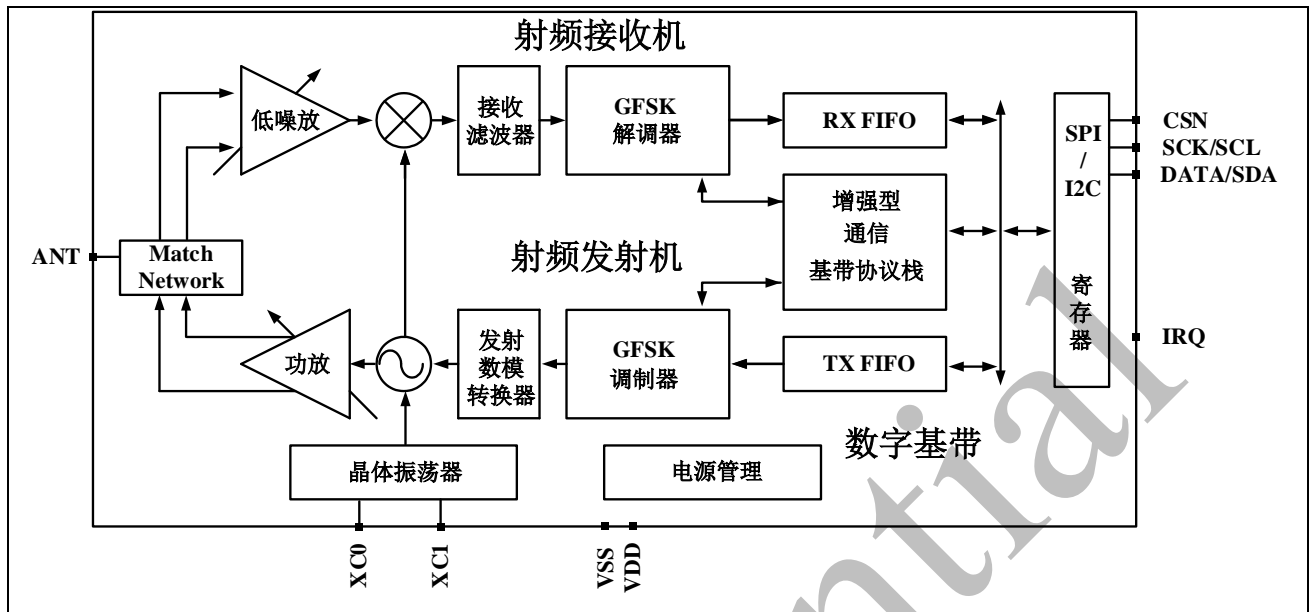 射频接收机
低噪放
接收
滤波器
GFSK
解调器
RX FIFO
SPI
/
I2C
寄
存
器
CSN
SCK/SCL
DATA/SDA
增强型
通信
基带协议栈
ANT
Match
Network
射频发射机
IRQ
功放
发射
数模
转换器
GFSK
调制器
TX FIFO
数字基带
晶体振荡器
电源管理
XC0
XC1
VSS
VDD
ntial